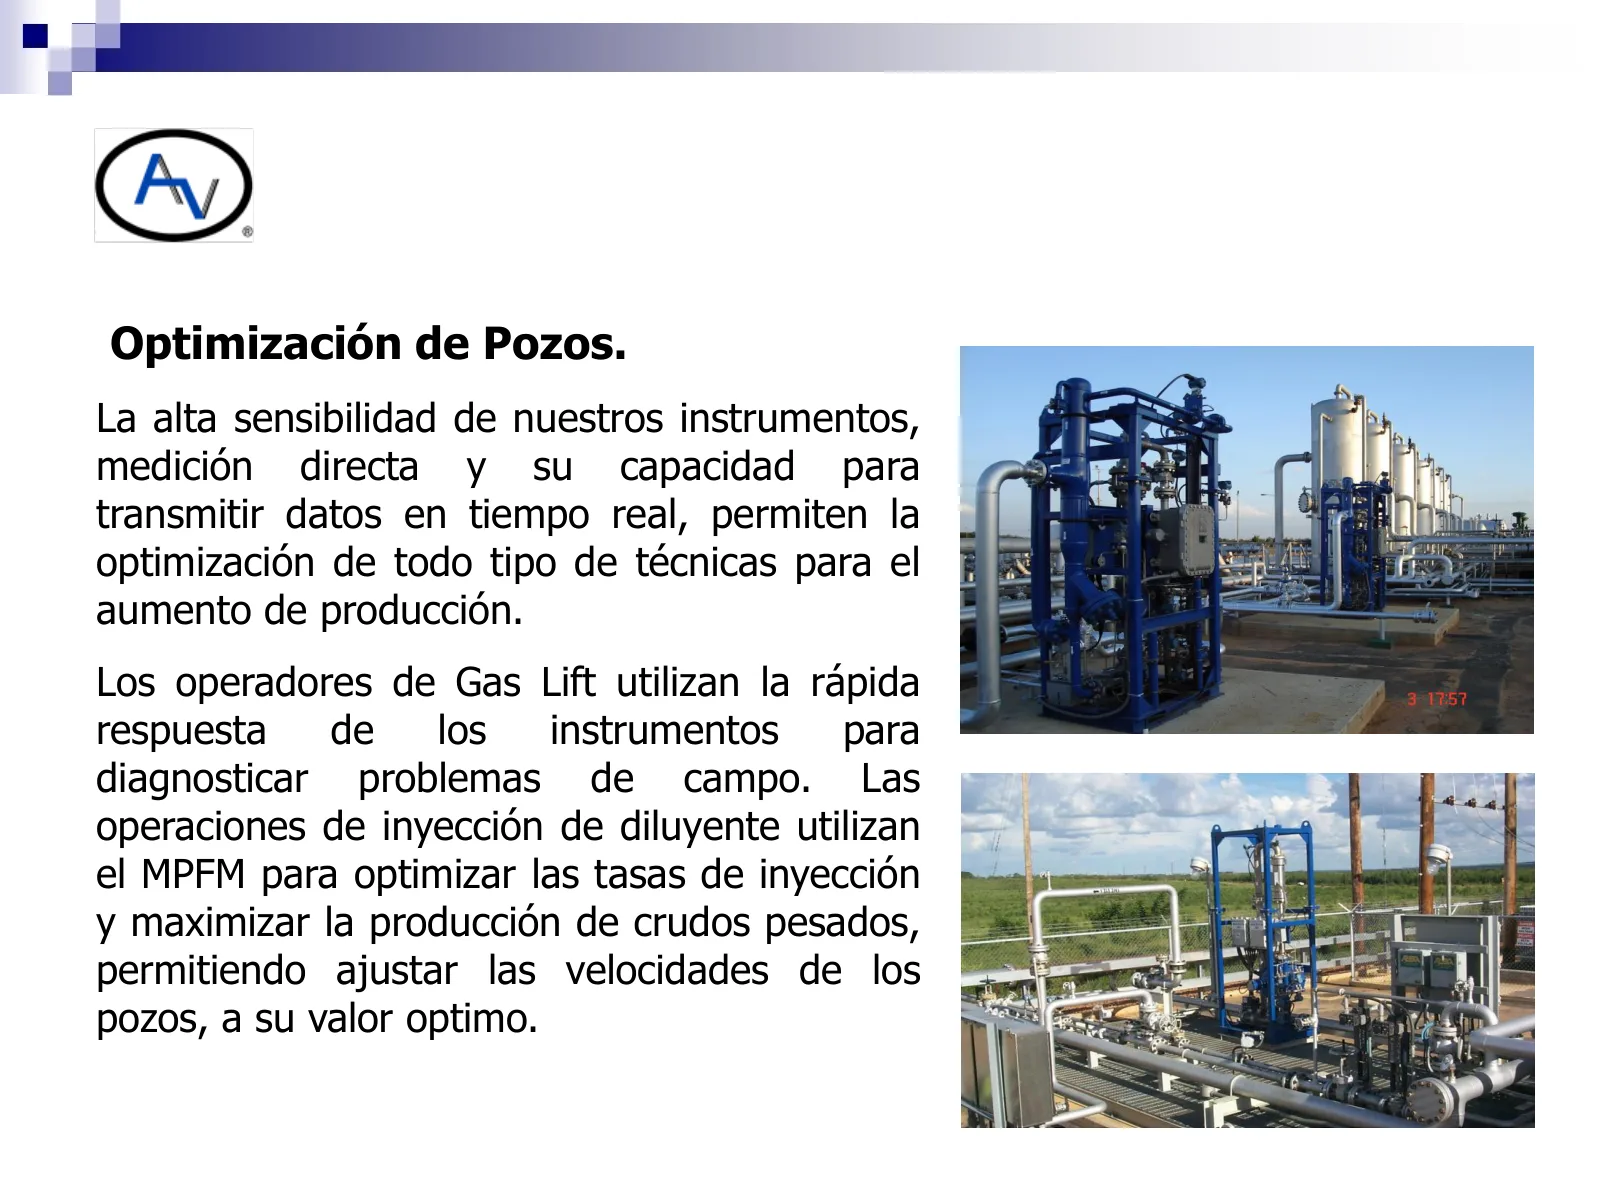 AV
®
Optimización de Pozos.
La alta sensibilidad de nuestros instrumentos,
medición directa y su capacidad para
transmitir datos en tiempo real, permiten la
optimización de todo tipo de técnicas para el
aumento de producción.
Los operadores de Gas Lift utilizan la rápida
respuesta de los instrumentos para
diagnosticar problemas de campo. Las
operaciones de inyección de diluyente utilizan
el MPFM para optimizar las tasas de inyección
y maximizar la producción de crudos pesados,
permitiendo ajustar las velocidades de los
pozos, a su valor optimo.
3 17:57